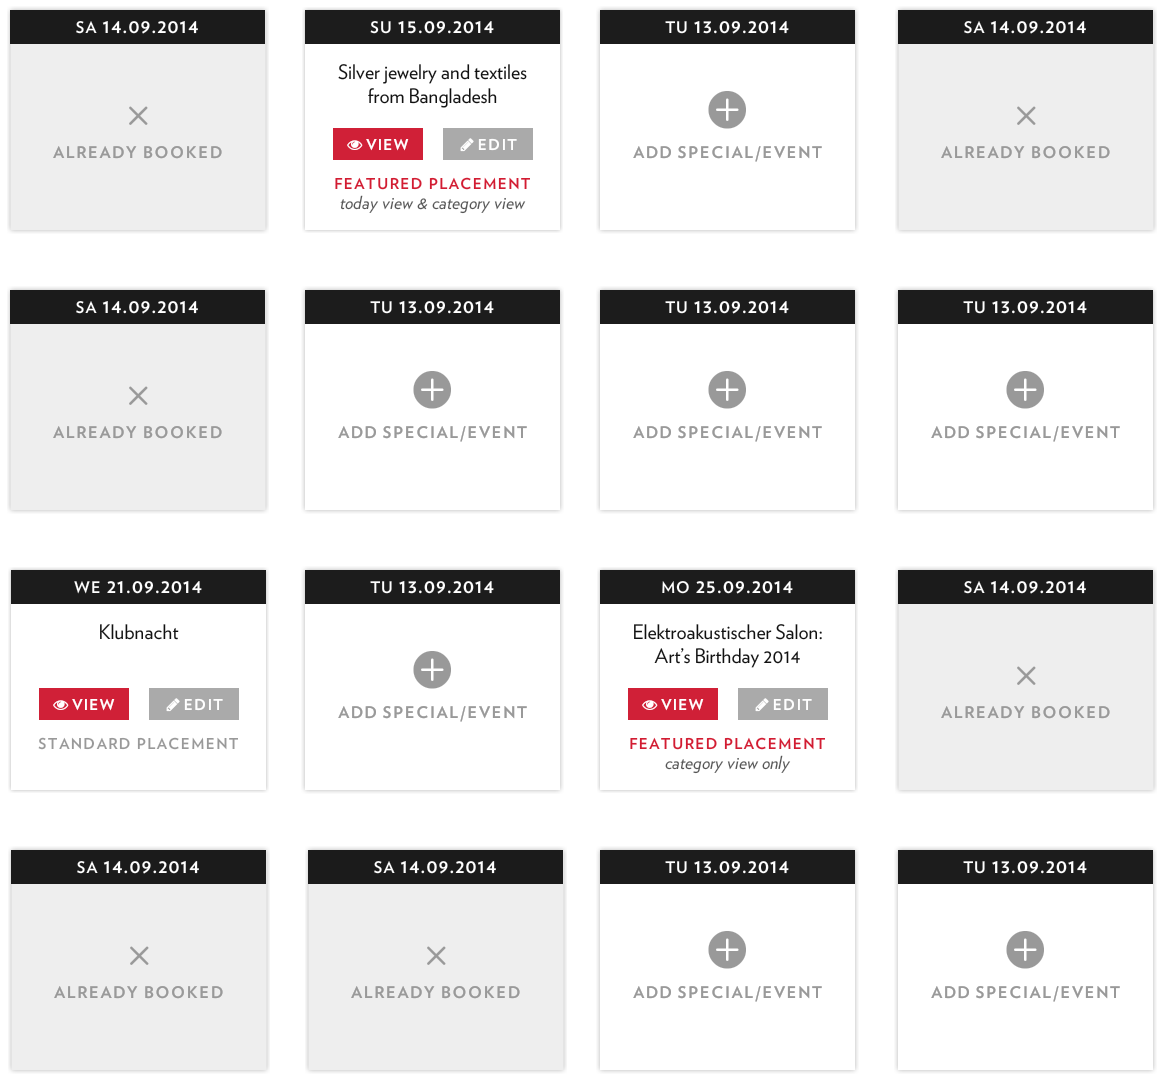 SA 14.09.2014
ALREADY BOOKED
SU 15.09.2014
Silver jewelry and textiles
from Bangladesh
VIEW
EDIT
FEATURED PLACEMENT
today view & category view
TU 13.09.2014
ADD SPECIAL/EVENT
SA 14.09.2014
ALREADY BOOKED
SA 14.09.2014
ALREADY BOOKED
TU 13.09.2014
ADD SPECIAL/EVENT
TU 13.09.2014
ADD SPECIAL/EVENT
TU 13.09.2014
ADD SPECIAL/EVENT
WE 21.09.2014
Klubnacht
VIEW
EDIT
STANDARD PLACEMENT
TU 13.09.2014
ADD SPECIAL/EVENT
MO 25.09.2014
Elektroakustischer Salon:
Art’s Birthday 2014
VIEW
EDIT
FEATURED PLACEMENT
category view only
SA 14.09.2014
ALREADY BOOKED
SA 14.09.2014
ALREADY BOOKED
SA 14.09.2014
ALREADY BOOKED
TU 13.09.2014
ADD SPECIAL/EVENT
TU 13.09.2014
ADD SPECIAL/EVENT